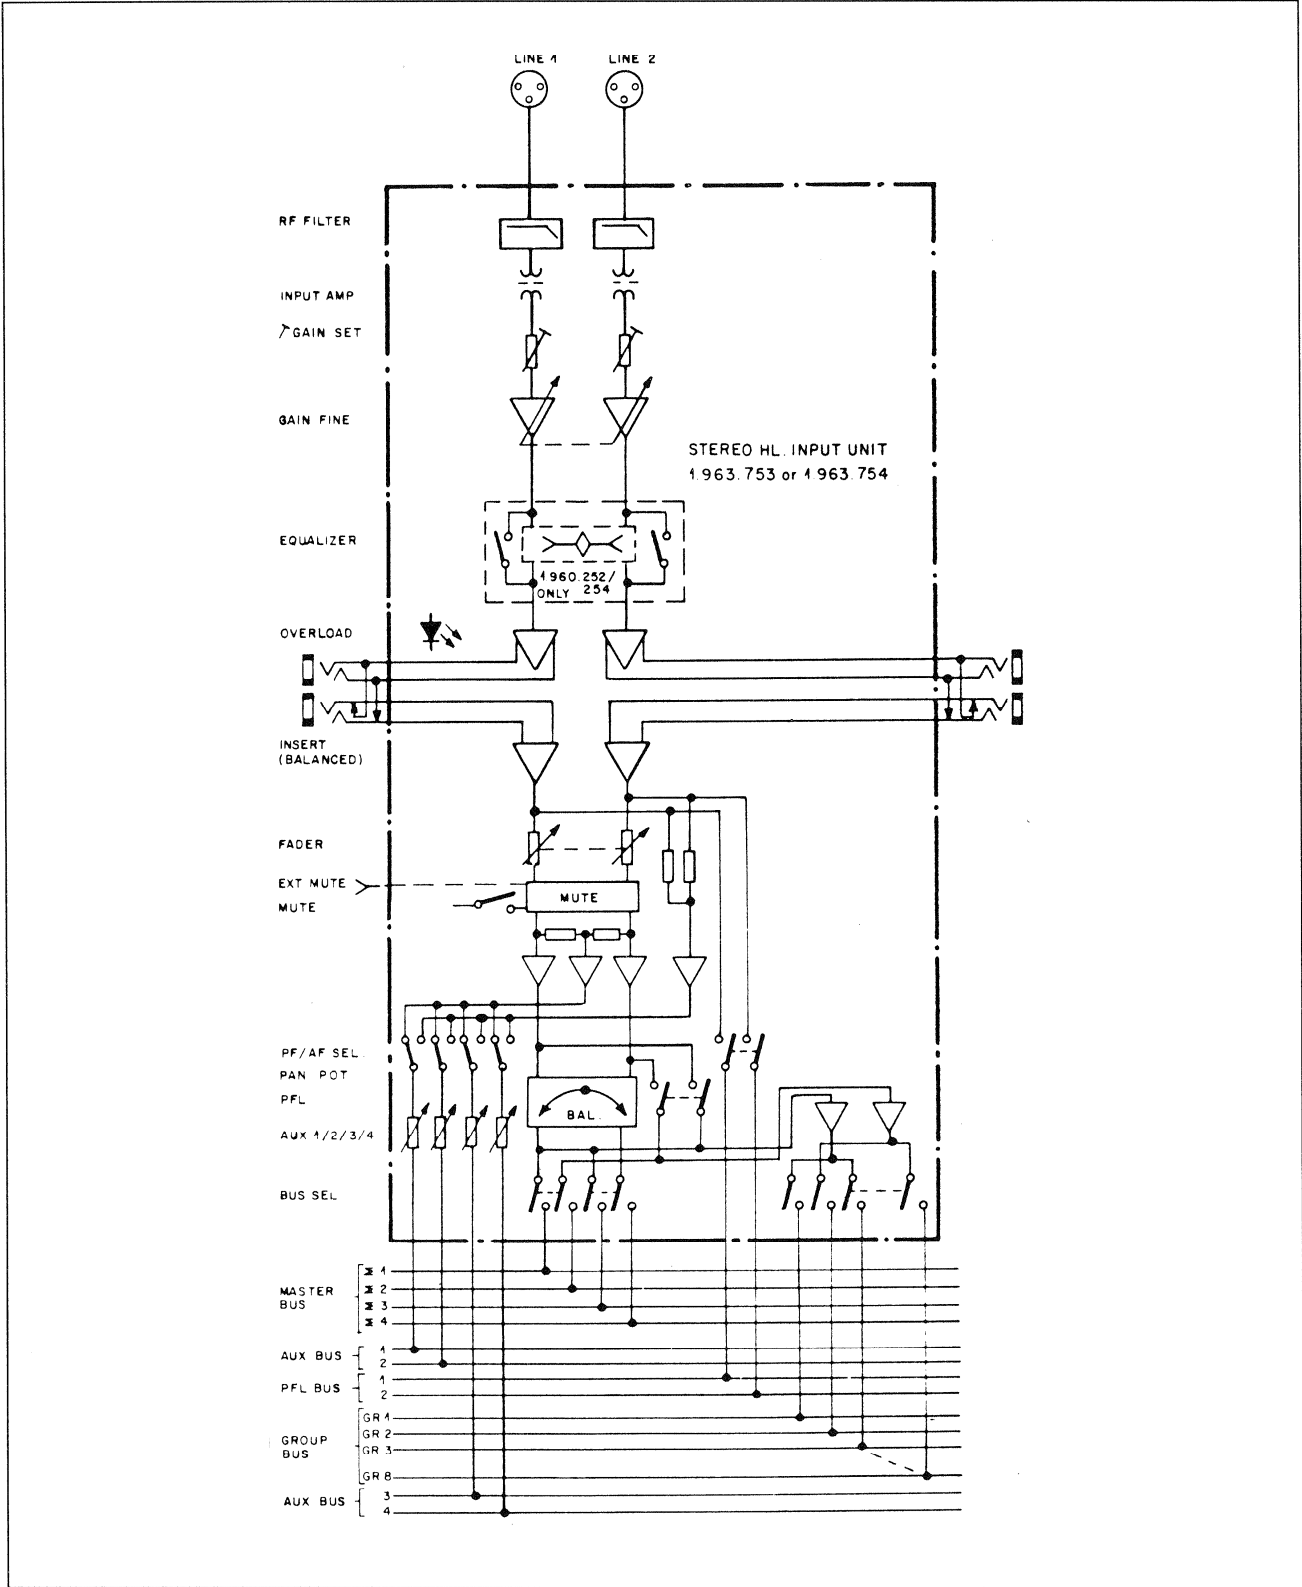 LINE 1 LINE 2
RF FILTER
INPUT AMP
GAIN SET
GAIN FINE
STEREO HL. INPUT UNIT
1.963.753 or 1.963.754
EQUALIZER
1.960.252/
ONLY 254
OVERLOAD
INSERT
(BALANCED)
FADER
EXT MUTE
MUTE
MUTE
PF/AF SEL.
PAN POT
PFL
BAL.
AUX 1/2/3/4
BUS SEL
MASTER
BUS
Σ 1
Σ 2
Σ 3
Σ 4
AUX BUS
1
2
PFL BUS
1
2
GROUP
BUS
GR 1
GR 2
GR 3
GR 8
AUX BUS
3
4